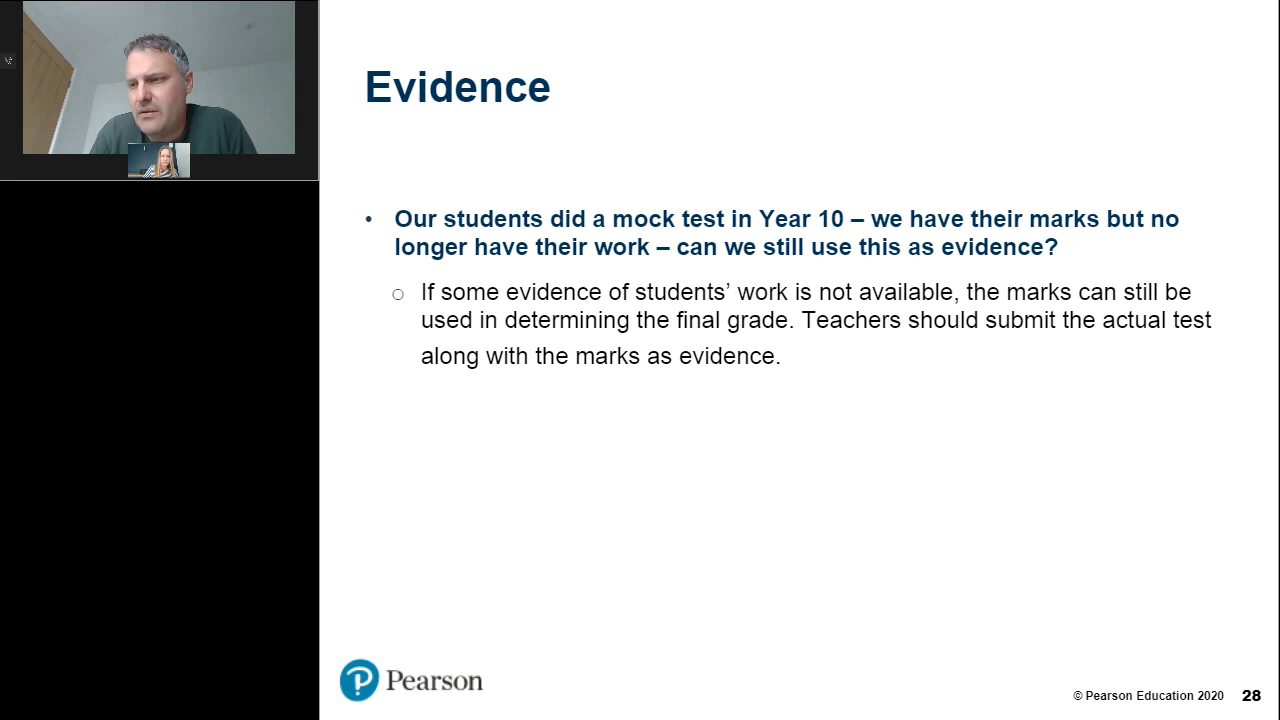 Evidence
• Our students did a mock test in Year 10 – we have their marks but no
longer have their work – can we still use this as evidence?
o If some evidence of students’ work is not available, the marks can still be
used in determining the final grade. Teachers should submit the actual test
along with the marks as evidence.
Pearson
© Pearson Education 2020 28